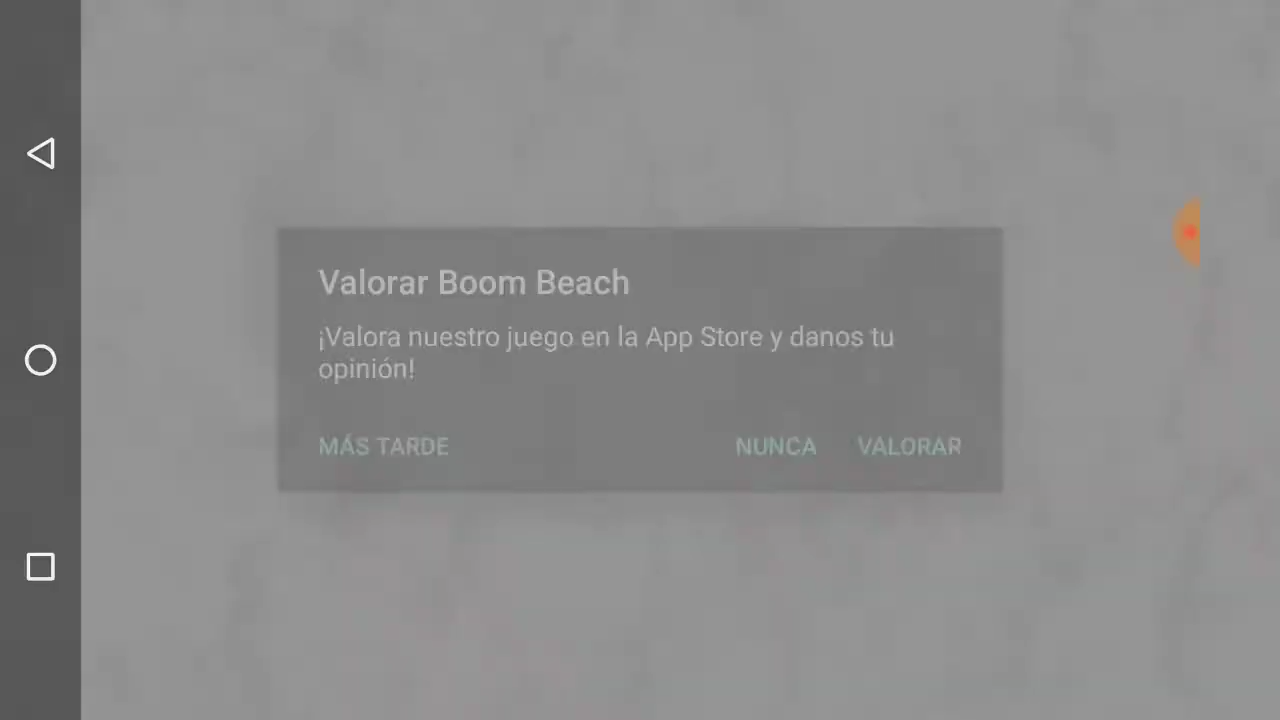 Valorar Boom Beach
¡Valora nuestro juego en la App Store y danos tu
opinión!
MÁS TARDE NUNCA VALORAR